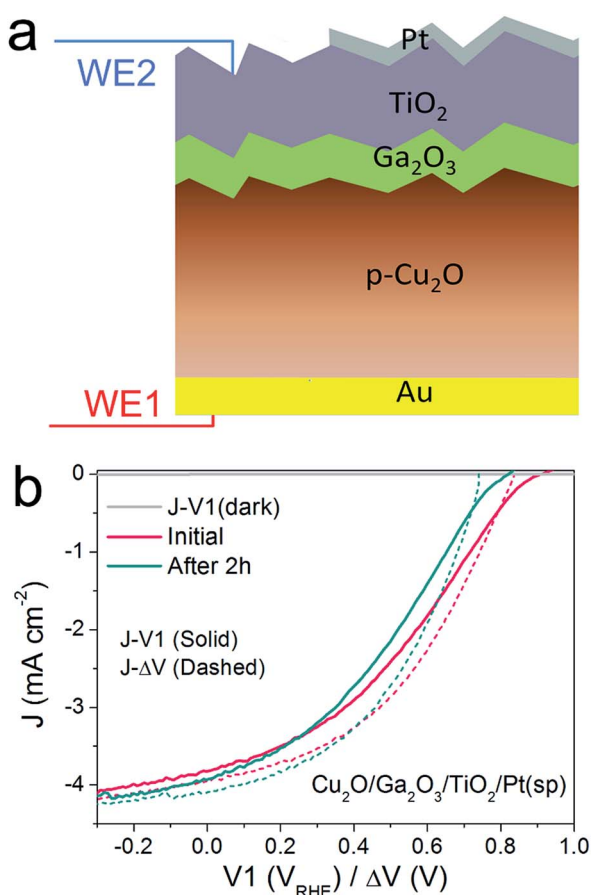 a
WE2
Pt
TiO₂
Ga₂O₃
p-Cu₂O
WE1
Au
b
J-V1(dark)
Initial
After 2h
J-V1 (Solid)
J-ΔV (Dashed)
Cu₂O/Ga₂O₃/TiO₂/Pt(sp)
0
-1
-2
-3
-4
J (mA cm⁻²)
-0.2 0.0 0.2 0.4 0.6 0.8 1.0
V1 (V_RHE) / ΔV (V)